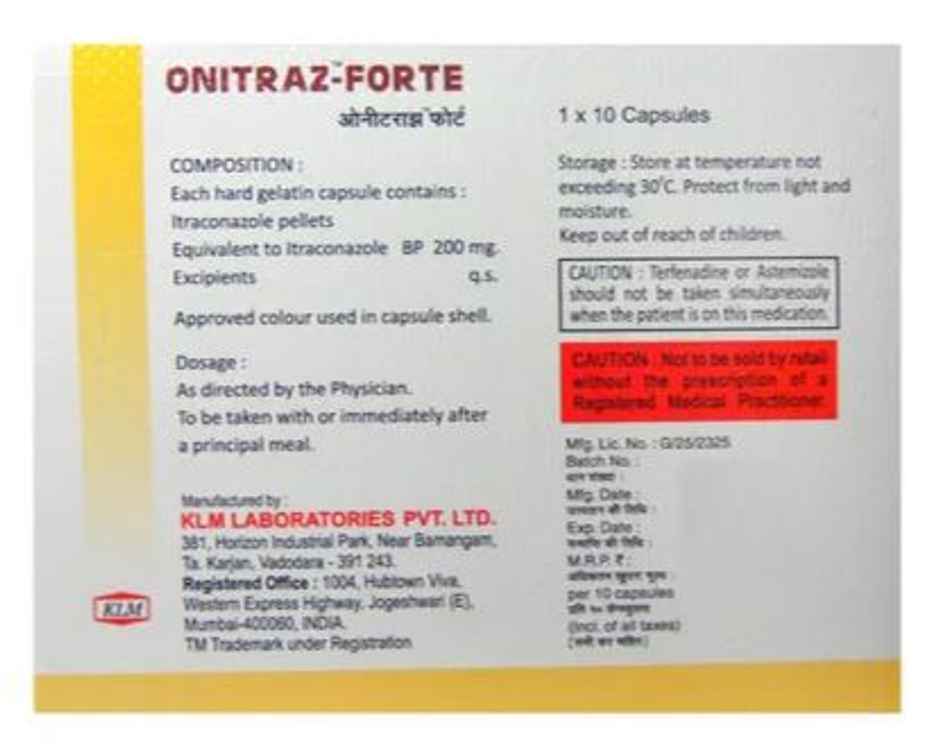 ONITRAZ™-FORTE
ओनीटराझ™फोर्ट
COMPOSITION :
Each hard gelatin capsule contains :
Itraconazole pellets
Equivalent to Itraconazole BP 200 mg.
Excipients q.s.
Approved colour used in capsule shell.
Dosage :
As directed by the Physician.
To be taken with or immediately after
a principal meal.
Manufactured by :
KLM LABORATORIES PVT. LTD.
381, Horizon Industrial Park, Near Bamangam,
Ta. Karjan, Vadodara - 391 243.
Registered Office : 1004, Hubtown Viva,
Western Express Highway, Jogeshwari (E),
Mumbai-400060, INDIA.
TM Trademark under Registration
KLM
1 x 10 Capsules
Storage : Store at temperature not
exceeding 30°C. Protect from light and
moisture.
Keep out of reach of children.
CAUTION : Terfenadine or Astemizole
should not be taken simultaneously
when the patient is on this medication.
CAUTION : Not to be sold by retail
without the prescription of a
Registered Medical Practitioner.
Mfg. Lic. No. : G/25/2325
Batch No. :
Mfg. Date :
Exp. Date :
M.R.P. ₹ :
per 10 capsules
(Incl. of all taxes)